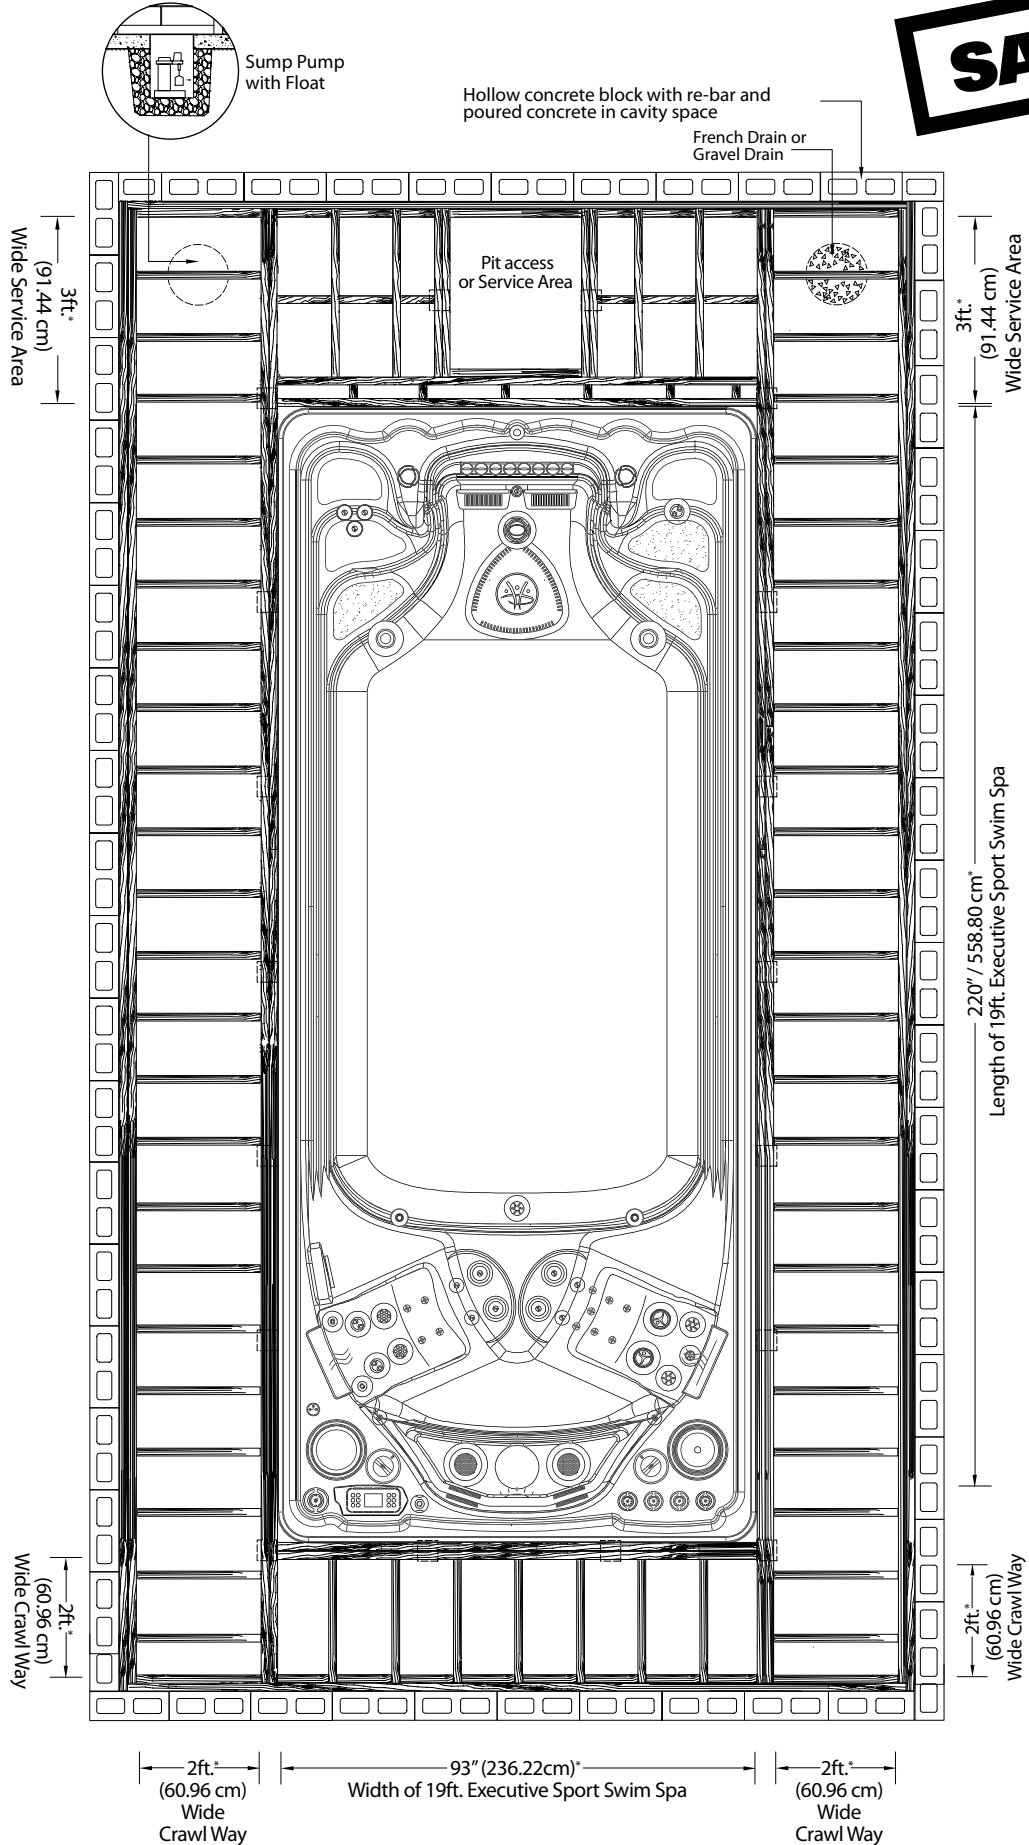 Sump Pump
with Float
SA
Hollow concrete block with re-bar and
poured concrete in cavity space
French Drain or
Gravel Drain
3ft.*
(91.44 cm)
Wide Service Area
Pit access
or Service Area
3ft.*
(91.44 cm)
Wide Service Area
220" / 558.80 cm*
Length of 19ft. Executive Sport Swim Spa
2ft.*
(60.96 cm)
Wide Crawl Way
2ft.*
(60.96 cm)
Wide Crawl Way
2ft.*
(60.96 cm)
Wide
Crawl Way
93" (236.22cm)*
Width of 19ft. Executive Sport Swim Spa
2ft.*
(60.96 cm)
Wide
Crawl Way